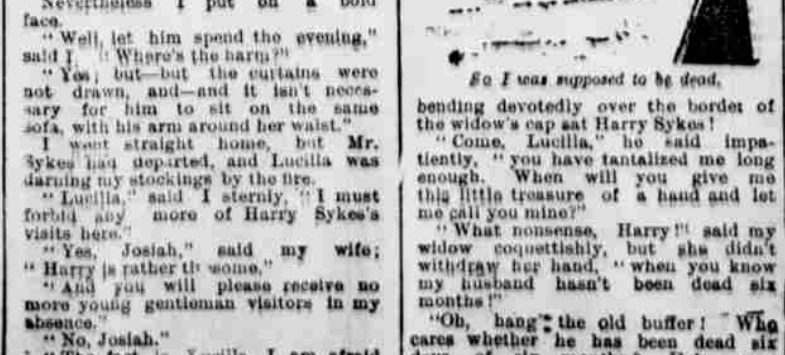 Nevertheless I put on a bold
face.
"Well, let him spend the evening,"
said I. "Where's the harm?"
"Yes, but—but the curtains were
not drawn, and—and it isn't neces-
sary for him to sit on the same
sofa, with his arm around her waist."
I went straight home, but Mr.
Sykes had departed, and Lucilla was
darning my stockings by the fire.
"Lucilla," said I sternly, "I must
forbid any more of Harry Sykes's
visits here."
"Yes, Josiah," said my wife;
"Harry is rather
"And you will please receive no
more young gentleman visitors in my
absence."
"No, Josiah."
"The fact is, Lucilla, I am afraid
So I was supposed to be dead,
bending devotedly over the border of
the widow's cap sat Harry Sykes!
"Come, Lucilla," he said impa-
tiently, "you have tantalized me long
enough. When will you give me
this little treasure of a hand and let
me call you mine?"
"What nonsense, Harry!" said my
widow coquettishly, but she didn't
withdraw her hand, "when you know
my husband hasn't been dead six
months!"
"Oh, hang the old buffer! Who
cares whether he has been dead six